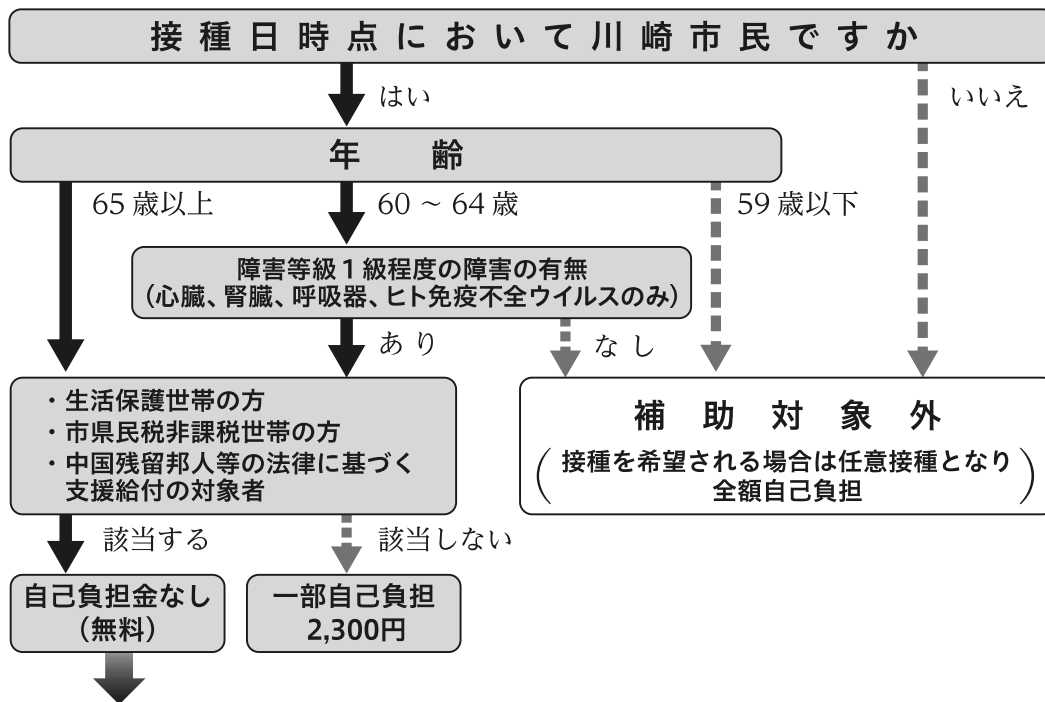 接種日時点において川崎市民ですか
はい
いいえ
年齢
65歳以上
60～64歳
59歳以下
障害等級1級程度の障害の有無
（心臓、腎臓、呼吸器、ヒト免疫不全ウイルスのみ）
あり
なし
・生活保護世帯の方
・市県民税非課税世帯の方
・中国残留邦人等の法律に基づく
支援給付の対象者
補助対象外
（接種を希望される場合は任意接種となり
全額自己負担）
該当する
該当しない
自己負担金なし
（無料）
一部自己負担
2,300円